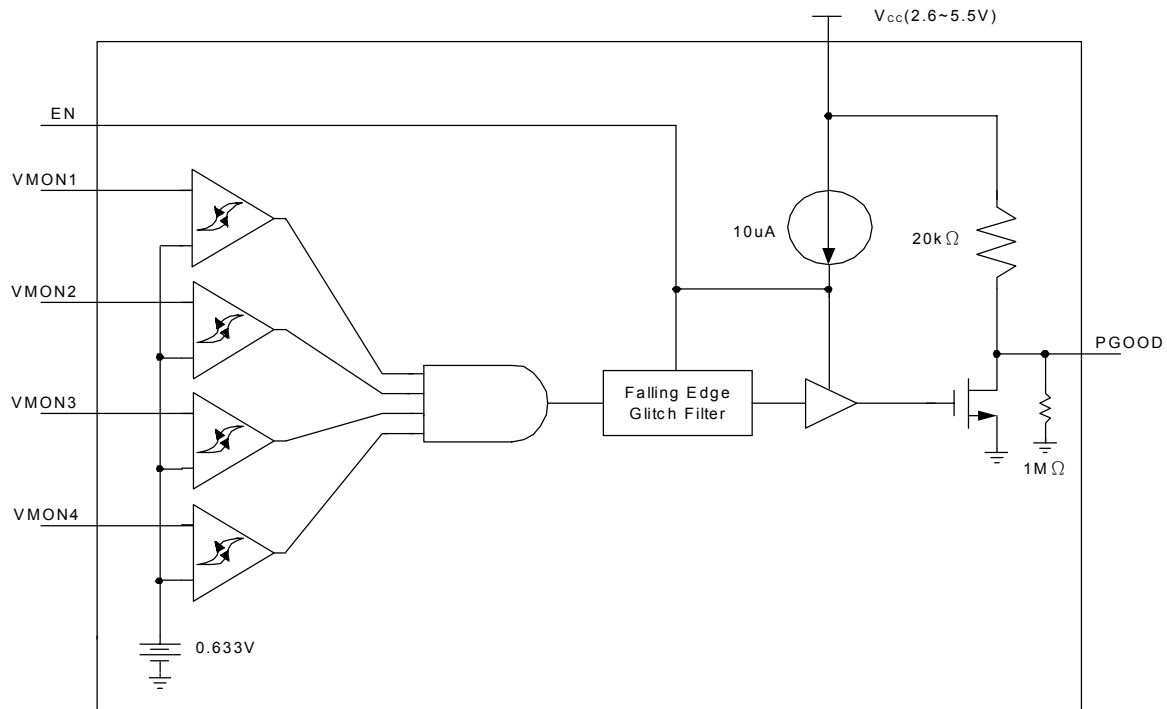 Vcc(2.6~5.5V)
EN
VMON1
10uA
20kΩ
VMON2
PGOOD
Falling Edge
Glitch Filter
VMON3
1MΩ
VMON4
0.633V